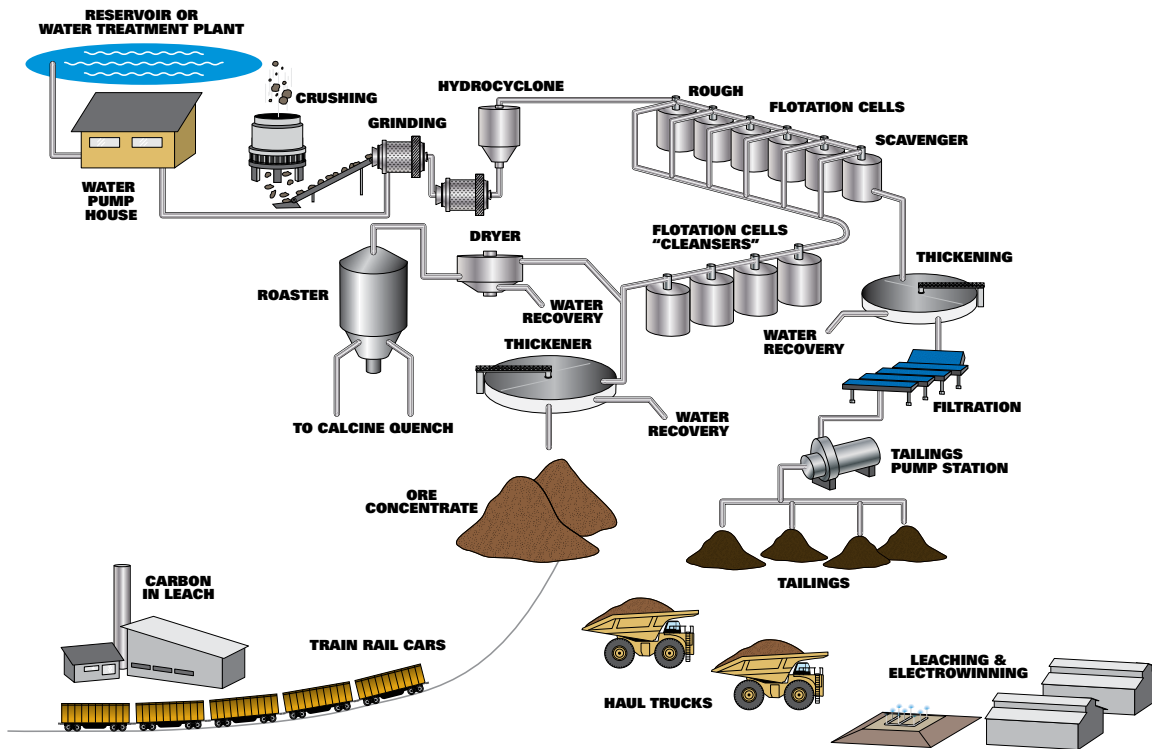 RESERVOIR OR
WATER TREATMENT PLANT
CRUSHING
GRINDING
HYDROCYCLONE
ROUGH
FLOTATION CELLS
SCAVENGER
WATER
PUMP
HOUSE
DRYER
FLOTATION CELLS
“CLEANSERS”
THICKENING
ROASTER
WATER
RECOVERY
WATER
RECOVERY
THICKENER
FILTRATION
TO CALCINE QUENCH
WATER
RECOVERY
TAILINGS
PUMP STATION
ORE
CONCENTRATE
TAILINGS
CARBON
IN LEACH
TRAIN RAIL CARS
HAUL TRUCKS
LEACHING &
ELECTROWINNING